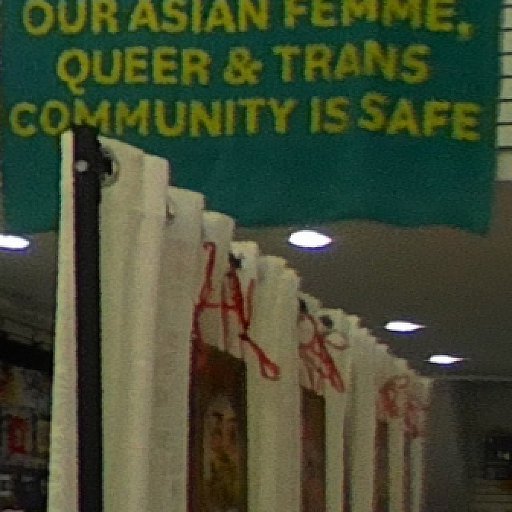 OUR ASIAN FEMME,
QUEER & TRANS
COMMUNITY IS SAFE